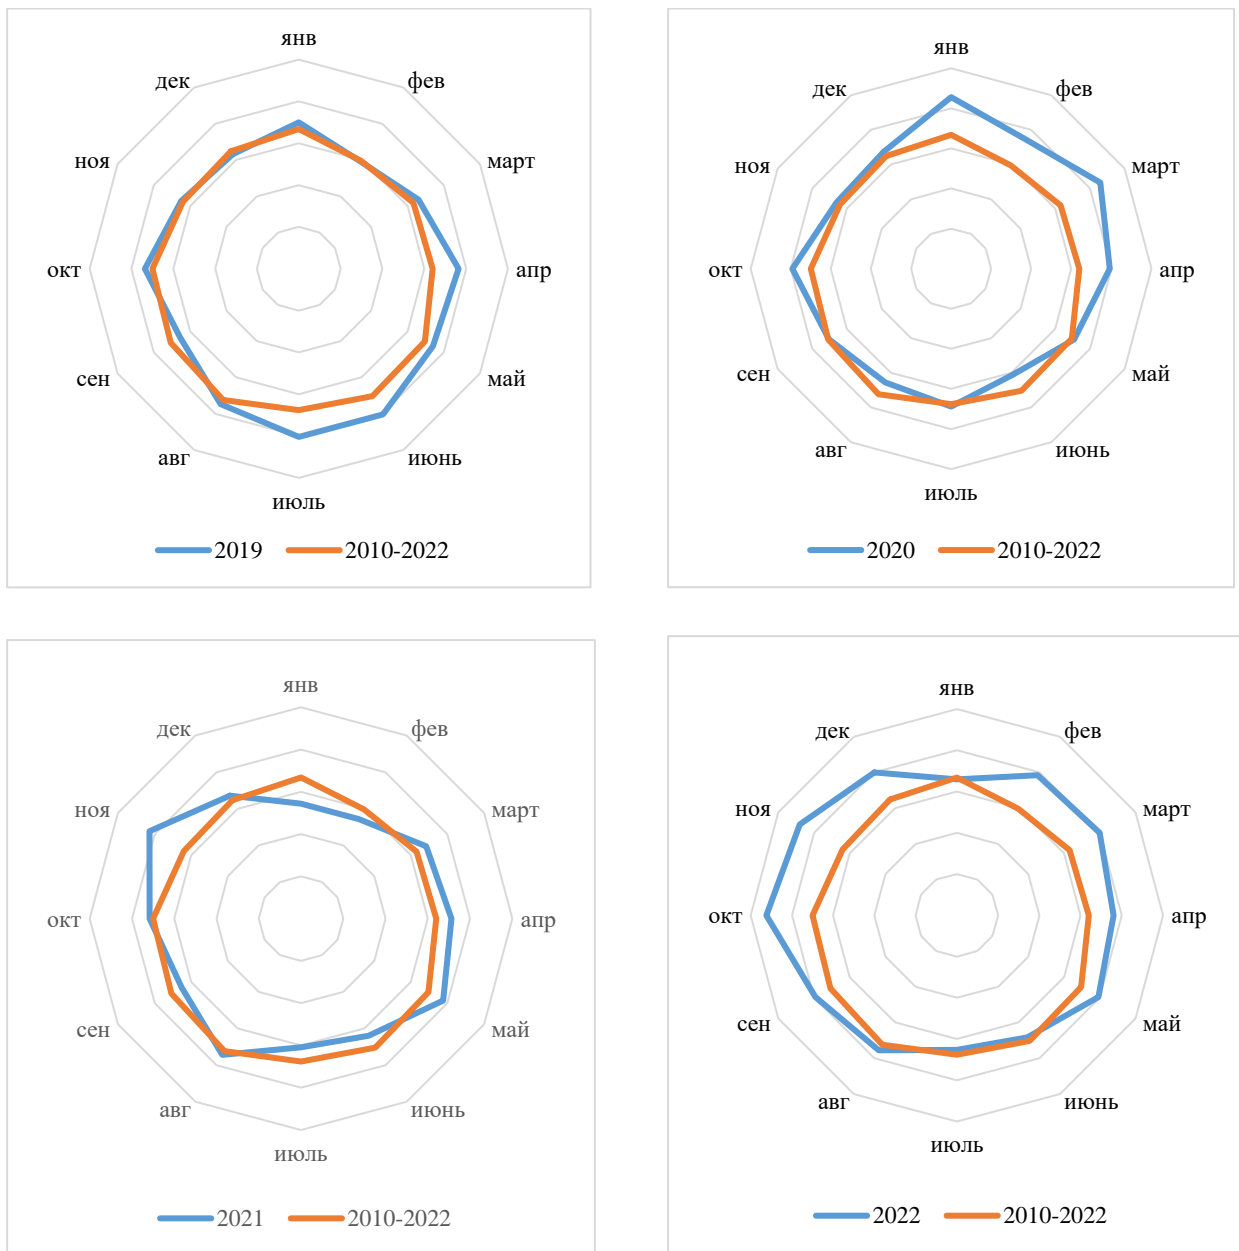 янв
дек фев
ноя март
окт апр
сен май
авг июнь
июль
2019 2010-2022
янв
дек фев
ноя март
окт апр
сен май
авг июнь
июль
2020 2010-2022
янв
дек фев
ноя март
окт апр
сен май
авг июнь
июль
2021 2010-2022
янв
дек фев
ноя март
окт апр
сен май
авг июнь
июль
2022 2010-2022